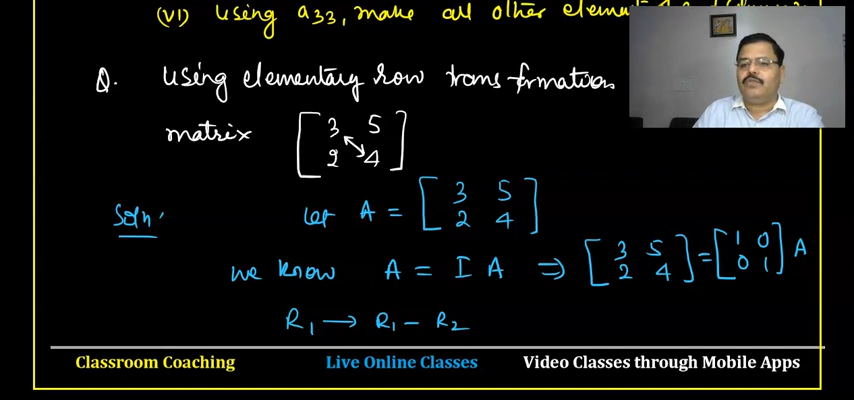 (VI) Using a33, make all other element
Q. Using elementary row transformation
matrix [3 5
2 4]
Soln. Let A = [3 5
2 4]
We know A = I A ⇒ [3 5
2 4] = [1 0
0 1] A
R1 → R1 - R2
Classroom Coaching Live Online Classes Video Classes through Mobile Apps